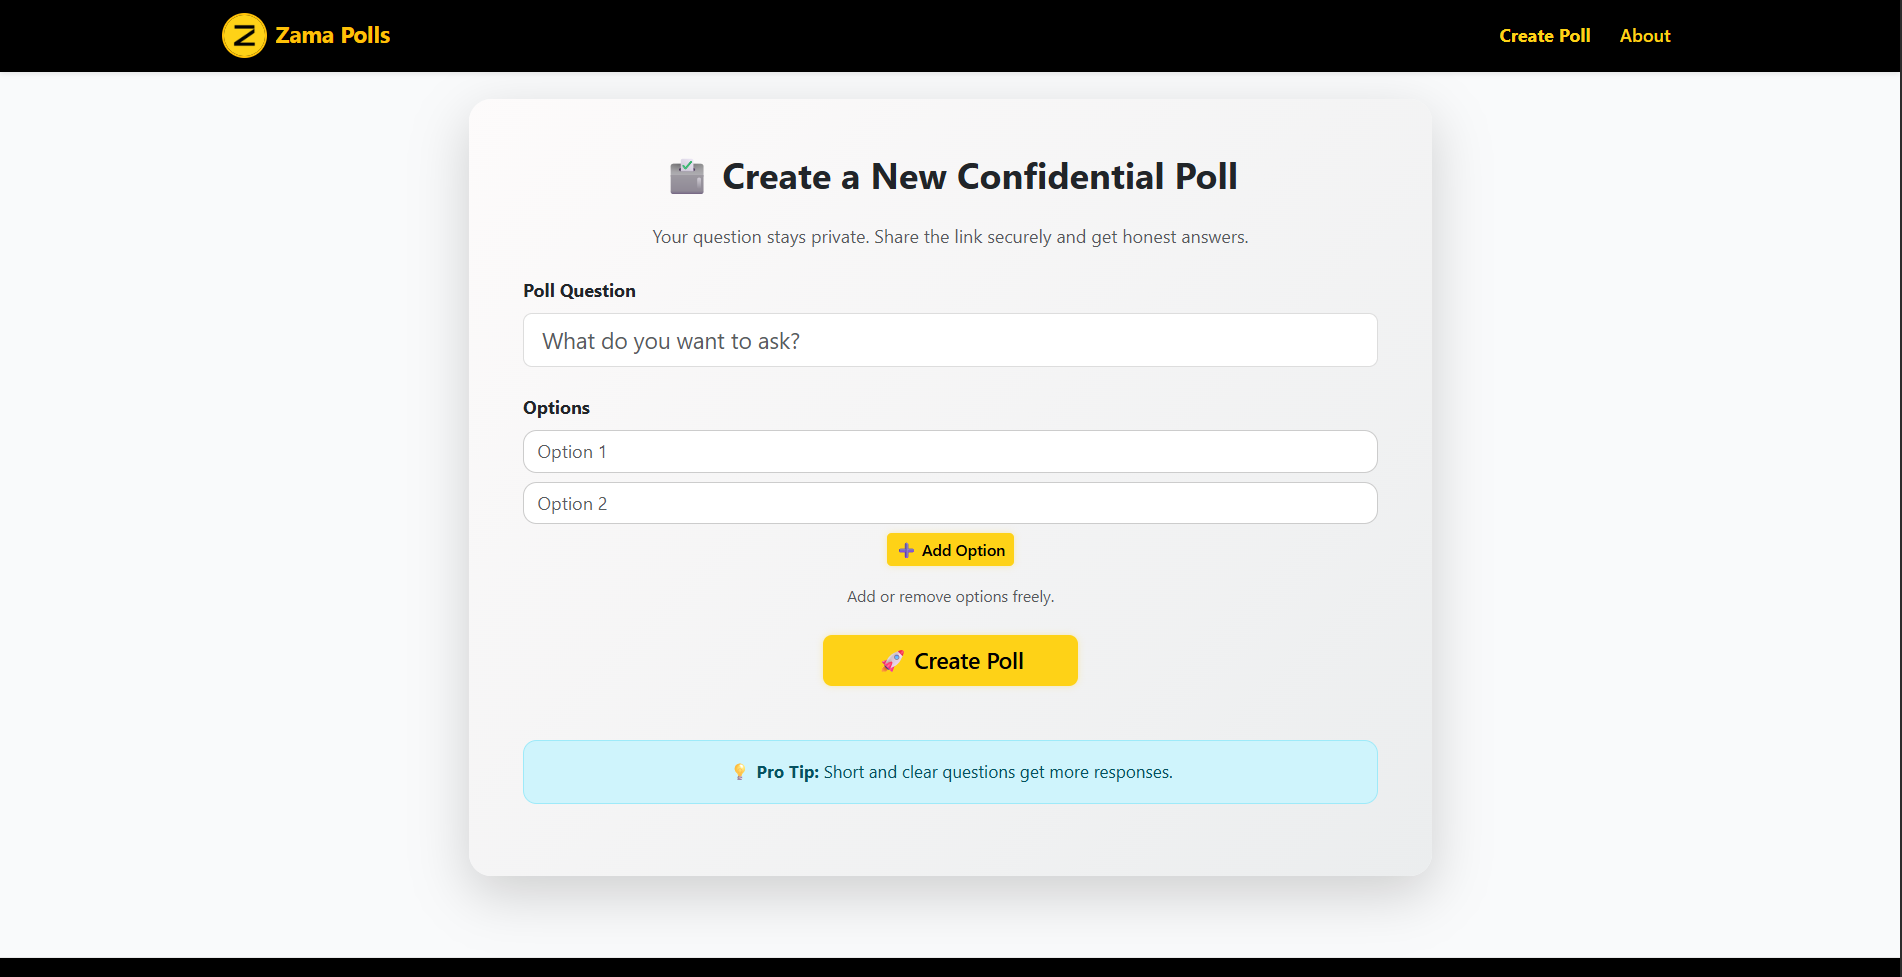 Zama Polls
Create Poll
About
Create a New Confidential Poll
Your question stays private. Share the link securely and get honest answers.
Poll Question
What do you want to ask?
Options
Option 1
Option 2
Add Option
Add or remove options freely.
Create Poll
Pro Tip: Short and clear questions get more responses.